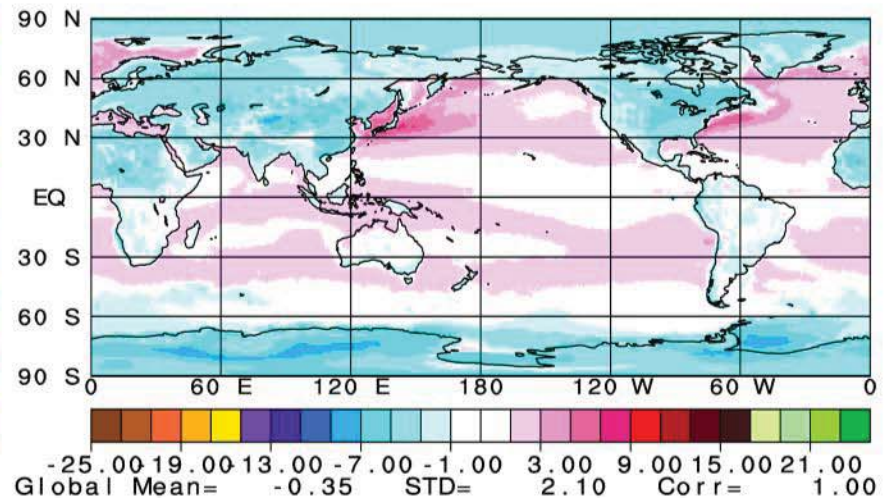 90 N
60 N
30 N
EQ
30 S
60 S
90 S
0 60 E 120 E 180 120 W 60 W 0
-25.00 -19.00 -13.00 -7.00 -1.00 3.00 9.00 15.00 21.00
Global Mean= -0.35 STD= 2.10 Corr= 1.00